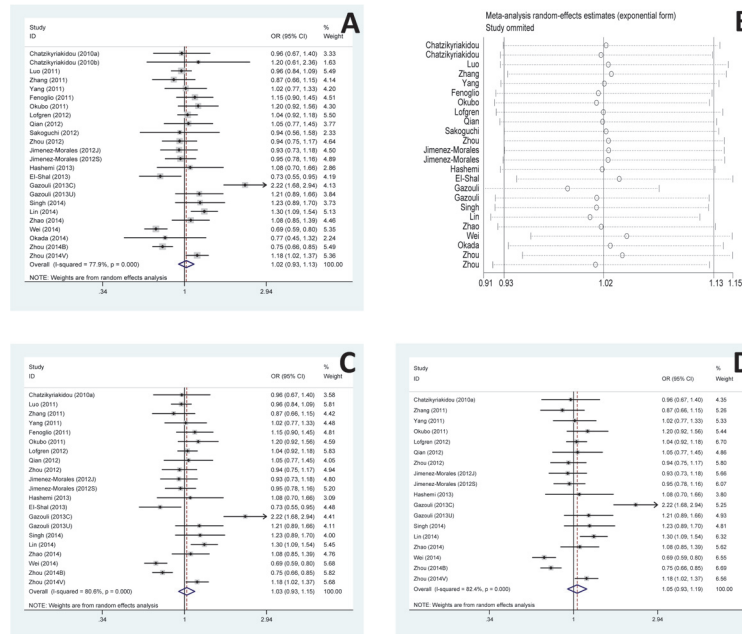 A
Study %
ID OR (95% CI) Weight
Chatzikyriakidou (2010a) 0.96 (0.67, 1.40) 3.33
Chatzikyriakidou (2010b) 1.20 (0.61, 2.36) 1.63
Luo (2011) 0.96 (0.84, 1.09) 5.49
Zhang (2011) 0.87 (0.66, 1.15) 4.14
Yang (2011) 1.02 (0.77, 1.33) 4.20
Fenoglio (2011) 1.15 (0.90, 1.45) 4.51
Okubo (2011) 1.20 (0.92, 1.56) 4.30
Lofgren (2012) 1.04 (0.92, 1.18) 5.50
Qian (2012) 1.05 (0.77, 1.45) 3.77
Sakoguchi (2012) 0.94 (0.56, 1.58) 2.33
Zhou (2012) 0.94 (0.75, 1.17) 4.64
Jimenez-Morales (2012J) 0.93 (0.73, 1.18) 4.50
Jimenez-Morales (2012S) 0.95 (0.78, 1.16) 4.89
Hashemi (2013) 1.08 (0.70, 1.66) 2.86
El-Shal (2013) 0.73 (0.55, 0.95) 4.19
Gazouli (2013C) 2.22 (1.68, 2.94) 4.13
Gazouli (2013U) 1.21 (0.89, 1.66) 3.84
Singh (2014) 1.23 (0.89, 1.70) 3.73
Lin (2014) 1.30 (1.09, 1.54) 5.13
Zhao (2014) 1.08 (0.85, 1.39) 4.46
Wei (2014) 0.69 (0.59, 0.80) 5.35
Okada (2014) 0.77 (0.45, 1.32) 2.24
Zhou (2014B) 0.75 (0.66, 0.85) 5.49
Zhou (2014V) 1.18 (1.02, 1.37) 5.36
Overall (I-squared = 77.9%, p = 0.000) 1.02 (0.93, 1.13) 100.00
NOTE: Weights are from random effects analysis
.34 1 2.94
Meta-analysis random-effects estimates (exponential form)
Study ommited
Chatzikyriakidou
Chatzikyriakidou
Luo
Zhang
Yang
Fenoglio
Okubo
Lofgren
Qian
Sakoguchi
Zhou
Jimenez-Morales
Jimenez-Morales
Hashemi
El-Shal
Gazouli
Gazouli
Singh
Lin
Zhao
Wei
Okada
Zhou
Zhou
0.91 0.93 1.02 1.13 1.15
C
Study %
ID OR (95% CI) Weight
Chatzikyriakidou (2010a) 0.96 (0.67, 1.40) 3.58
Luo (2011) 0.96 (0.84, 1.09) 5.81
Zhang (2011) 0.87 (0.66, 1.15) 4.42
Yang (2011) 1.02 (0.77, 1.33) 4.48
Fenoglio (2011) 1.15 (0.90, 1.45) 4.81
Okubo (2011) 1.20 (0.92, 1.56) 4.59
Lofgren (2012) 1.04 (0.92, 1.18) 5.83
Qian (2012) 1.05 (0.77, 1.45) 4.05
Zhou (2012) 0.94 (0.75, 1.17) 4.94
Jimenez-Morales (2012J) 0.93 (0.73, 1.18) 4.80
Jimenez-Morales (2012S) 0.95 (0.78, 1.16) 5.20
Hashemi (2013) 1.08 (0.70, 1.66) 3.09
El-Shal (2013) 0.73 (0.55, 0.95) 4.48
Gazouli (2013C) 2.22 (1.68, 2.94) 4.41
Gazouli (2013U) 1.21 (0.89, 1.66) 4.11
Singh (2014) 1.23 (0.89, 1.70) 4.00
Lin (2014) 1.30 (1.09, 1.54) 5.44
Zhao (2014) 1.08 (0.85, 1.39) 4.76
Wei (2014) 0.69 (0.59, 0.80) 5.68
Zhou (2014B) 0.75 (0.66, 0.85) 5.82
Zhou (2014V) 1.18 (1.02, 1.37) 5.68
Overall (I-squared = 80.6%, p = 0.000) 1.03 (0.93, 1.15) 100.00
NOTE: Weights are from random effects analysis
.34 1 2.94
Study %
ID OR (95% CI) Weight
Chatzikyriakidou (2010a) 0.96 (0.67, 1.40) 4.35
Zhang (2011) 0.87 (0.66, 1.15) 5.26
Yang (2011) 1.02 (0.77, 1.33) 5.33
Okubo (2011) 1.20 (0.92, 1.56) 5.44
Lofgren (2012) 1.04 (0.92, 1.18) 6.70
Qian (2012) 1.05 (0.77, 1.45) 4.86
Zhou (2012) 0.94 (0.75, 1.17) 5.80
Jimenez-Morales (2012J) 0.93 (0.73, 1.18) 5.66
Jimenez-Morales (2012S) 0.95 (0.78, 1.16) 6.07
Hashemi (2013) 1.08 (0.70, 1.66) 3.80
Gazouli (2013C) 2.22 (1.68, 2.94) 5.25
Gazouli (2013U) 1.21 (0.89, 1.66) 4.93
Singh (2014) 1.23 (0.89, 1.70) 4.81
Lin (2014) 1.30 (1.09, 1.54) 6.32
Zhao (2014) 1.08 (0.85, 1.39) 5.62
Wei (2014) 0.69 (0.59, 0.80) 6.55
Zhou (2014B) 0.75 (0.66, 0.85) 6.69
Zhou (2014V) 1.18 (1.02, 1.37) 6.56
Overall (I-squared = 82.4%, p = 0.000) 1.05 (0.93, 1.19) 100.00
NOTE: Weights are from random effects analysis
.34 1 2.94